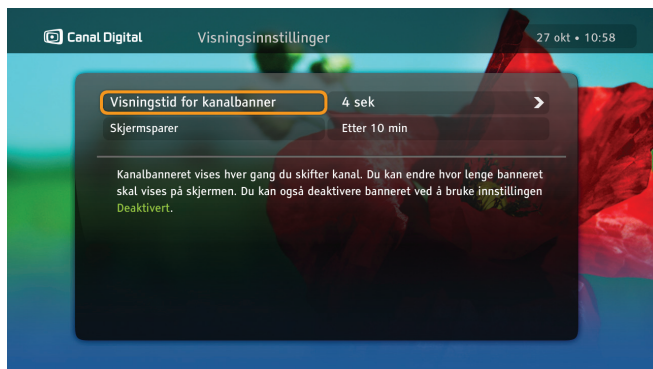 Canal Digital
Visningsinnstillinger
27 okt • 10:58
Visningstid for kanalbanner 4 sek
Skjermsparer Etter 10 min
Kanalbanneret vises hver gang du skifter kanal. Du kan endre hvor lenge banneret
skal vises på skjermen. Du kan også deaktivere banneret ved å bruke innstillingen
Deaktivert.